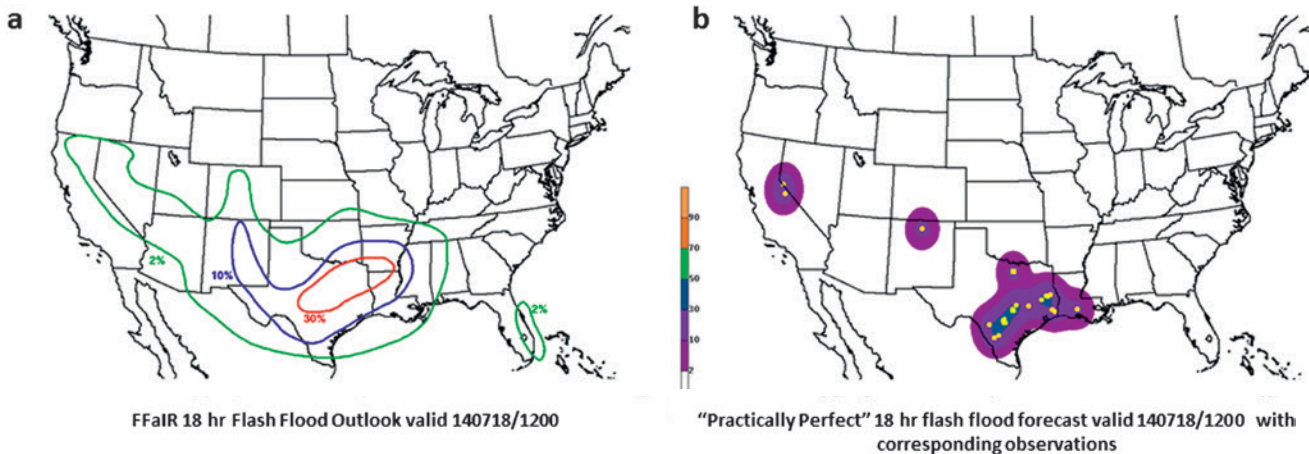 a
b
2%
10%
30%
2%
90
70
50
30
10
2
FFaIR 18 hr Flash Flood Outlook valid 140718/1200
“Practically Perfect” 18 hr flash flood forecast valid 140718/1200 with
corresponding observations